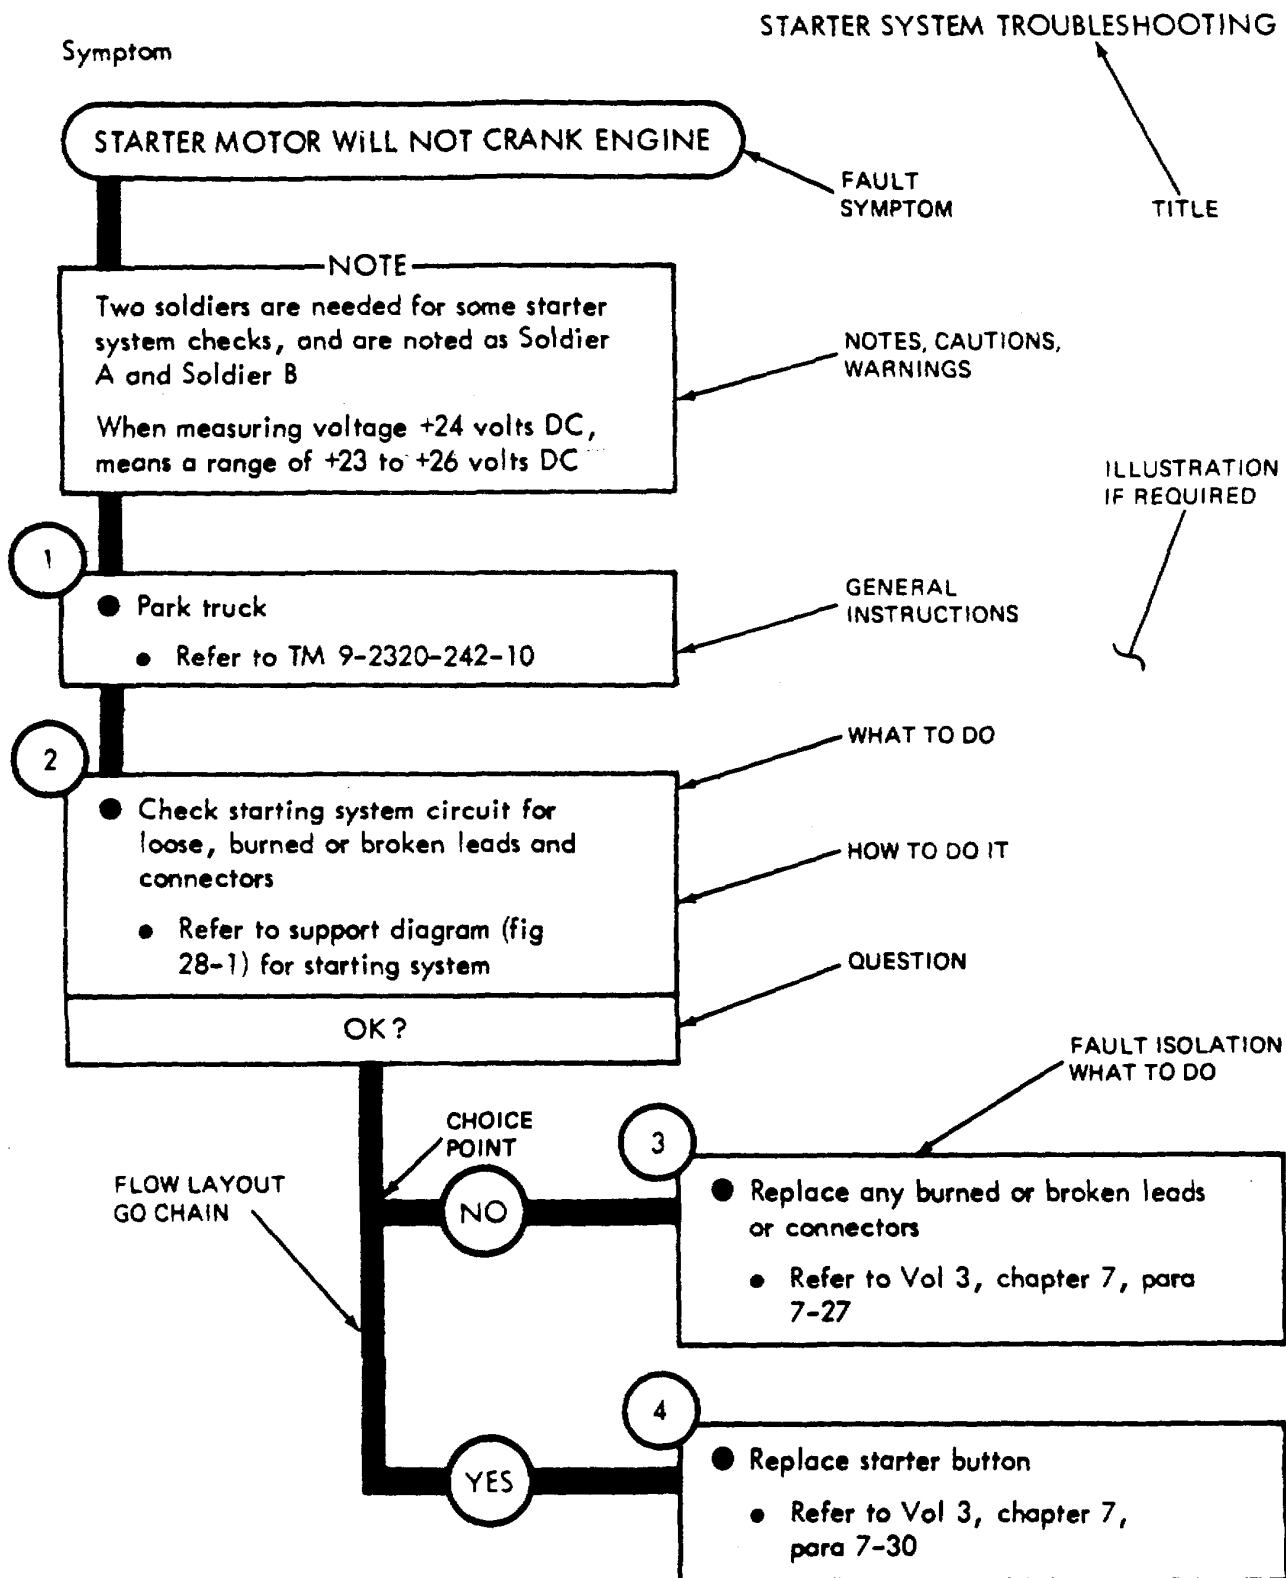 STARTER SYSTEM TROUBLESHOOTING
Symptom
STARTER MOTOR WILL NOT CRANK ENGINE
FAULT
SYMPTOM
TITLE
NOTE
Two soldiers are needed for some starter
system checks, and are noted as Soldier
A and Soldier B
When measuring voltage +24 volts DC,
means a range of +23 to +26 volts DC
NOTES, CAUTIONS,
WARNINGS
ILLUSTRATION
IF REQUIRED
1
● Park truck
● Refer to TM 9-2320-242-10
GENERAL
INSTRUCTIONS
2
● Check starting system circuit for
loose, burned or broken leads and
connectors
● Refer to support diagram (fig
28-1) for starting system
OK?
WHAT TO DO
HOW TO DO IT
QUESTION
FAULT ISOLATION
WHAT TO DO
CHOICE
POINT
FLOW LAYOUT
GO CHAIN
NO
3
● Replace any burned or broken leads
or connectors
● Refer to Vol 3, chapter 7, para
7-27
YES
4
● Replace starter button
● Refer to Vol 3, chapter 7,
para 7-30